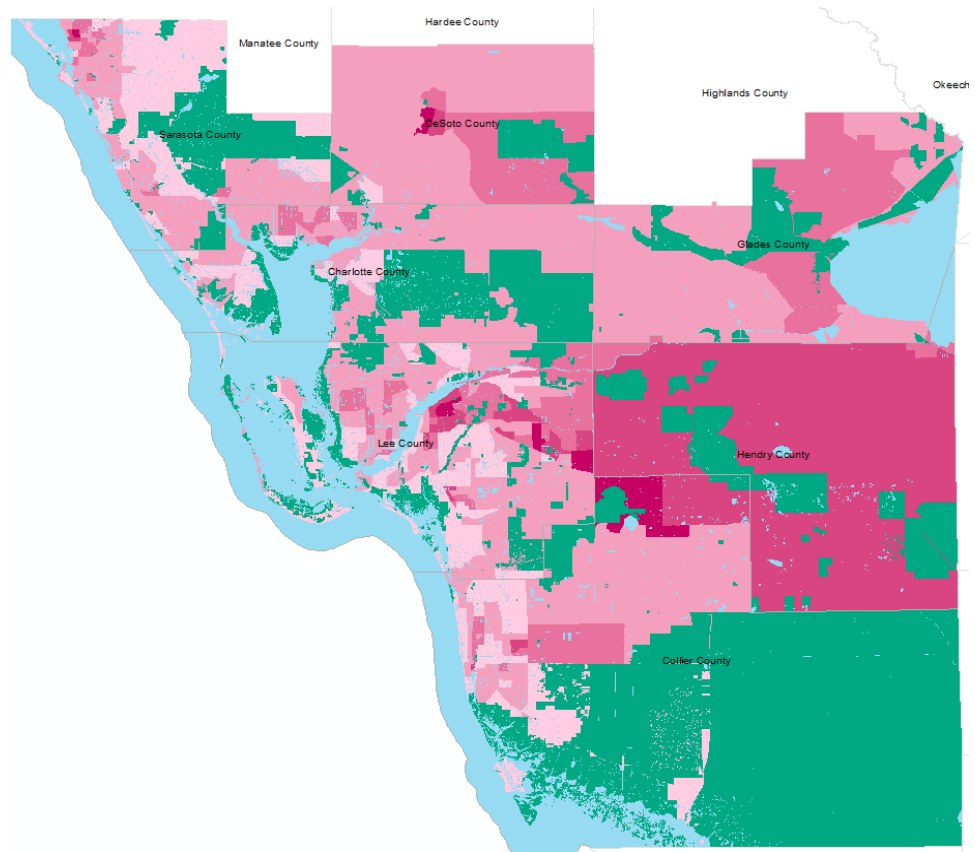 Hardee County
Manatee County
Okeech
Highlands County
DeSoto County
Sarasota County
Glades County
Charlotte County
Lee County
Hendry County
Collier County